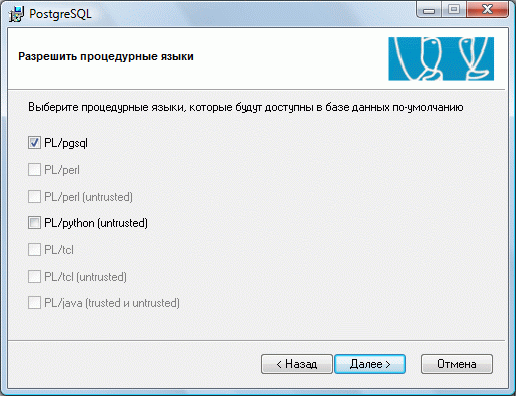 PostgreSQL
Разрешить процедурные языки
Выберите процедурные языки, которые будут доступны в базе данных по-умолчанию
PL/pgsql
PL/perl
PL/perl (untrusted)
PL/python (untrusted)
PL/tcl
PL/tcl (untrusted)
PL/java (trusted и untrusted)
< Назад Далее > Отмена